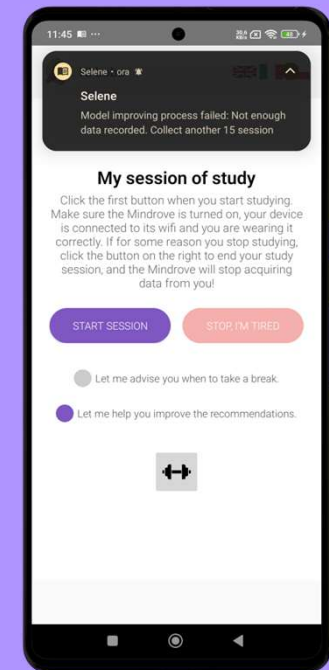 11:45
Selene • ora
Selene
Model improving process failed: Not enough
data recorded. Collect another 15 session
My session of study
Click the first button when you start studying.
Make sure the Mindrove is turned on, your device
is connected to its wifi and you are wearing it
correctly. If for some reason you stop studying,
click the button on the right to end your study
session, and the Mindrove will stop acquiring
data from you!
START SESSION
STOP, I'M TIRED
Let me advise you when to take a break.
Let me help you improve the recommendations.